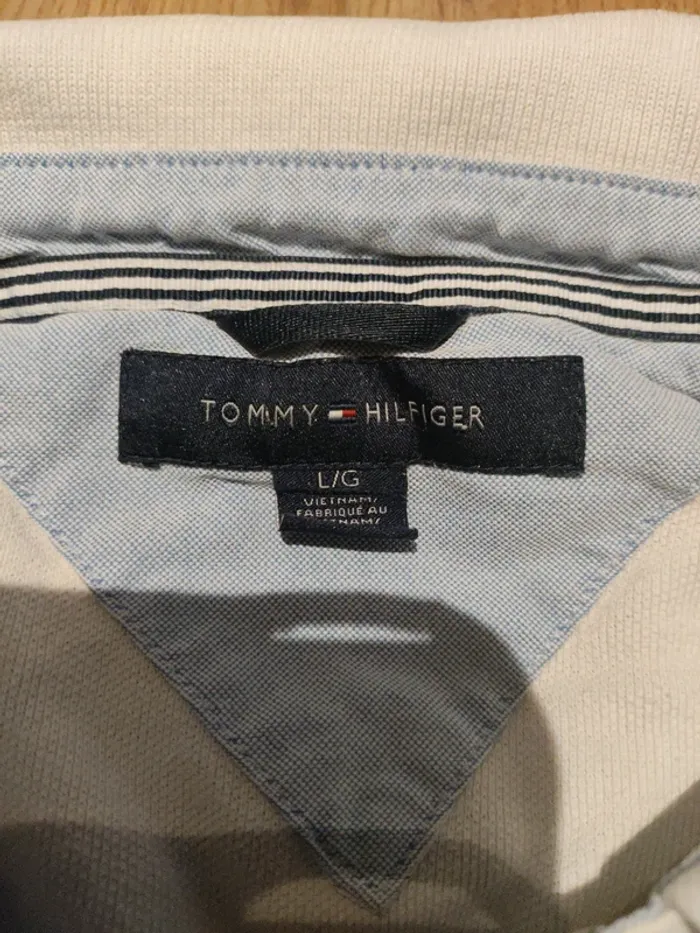 TOMMY HILFIGER
L/G
VIETNAM/
FABRIQUÉ AU